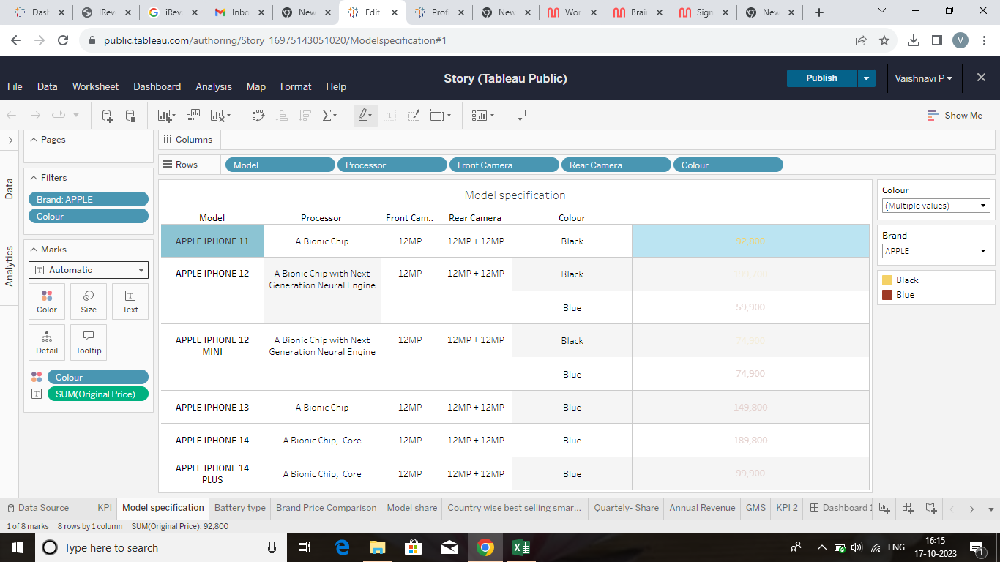 Dash
IRev
iRev
Inbo
New
Edit
Profi
New
Wor
Brai
Sign
New
public.tableau.com/authoring/Story_16975143051020/Modelspecification#1
V
Story (Tableau Public)
Publish
Vaishnavi P
File Data Worksheet Dashboard Analysis Map Format Help
Show Me
Data
Analytics
Pages
Columns
Rows Model Processor Front Camera Rear Camera Colour
Filters
Brand: APPLE
Colour
Marks
Automatic
Color Size Text
Detail Tooltip
Colour
SUM(Original Price)
Model specification
Model Processor Front Cam.. Rear Camera Colour
APPLE IPHONE 11 A Bionic Chip 12MP 12MP + 12MP Black 92,800
APPLE IPHONE 12 A Bionic Chip with Next 12MP 12MP + 12MP Black 199,700
Generation Neural Engine
Blue 59,900
APPLE IPHONE 12 A Bionic Chip with Next 12MP 12MP + 12MP Black 74,900
MINI Generation Neural Engine
Blue 74,900
APPLE IPHONE 13 A Bionic Chip 12MP 12MP + 12MP Blue 149,800
APPLE IPHONE 14 A Bionic Chip, Core 12MP 12MP + 12MP Blue 189,800
APPLE IPHONE 14 A Bionic Chip, Core 12MP 12MP + 12MP Blue 99,900
PLUS
Colour
(Multiple values)
Brand
APPLE
Black
Blue
Data Source KPI Model specification Battery type Brand Price Comparison Model share Country wise best selling smar... Quartely- Share Annual Revenue GMS KPI 2 Dashboard 1
1 of 8 marks 8 rows by 1 column SUM(Original Price): 92,800
Type here to search
ENG
16:15
17-10-2023
1